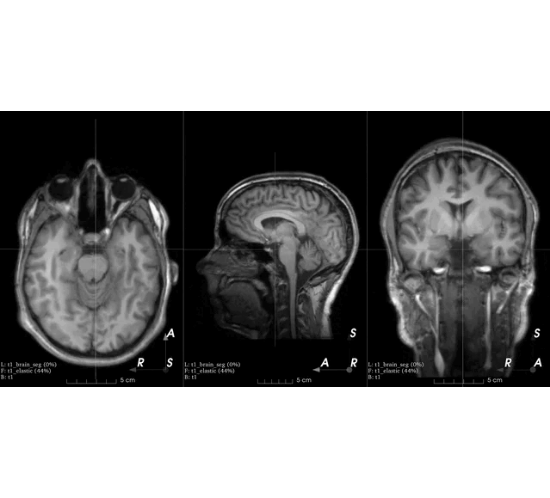 A
L: t1_brain_seg (0%)
F: t1_elastic (44%)
B: t1
R
S
5 cm
S
L: t1_brain_seg (0%)
F: t1_elastic (44%)
B: t1
A
R
5 cm
S
L: t1_brain_seg (0%)
F: t1_elastic (44%)
B: t1
R
A
5 cm